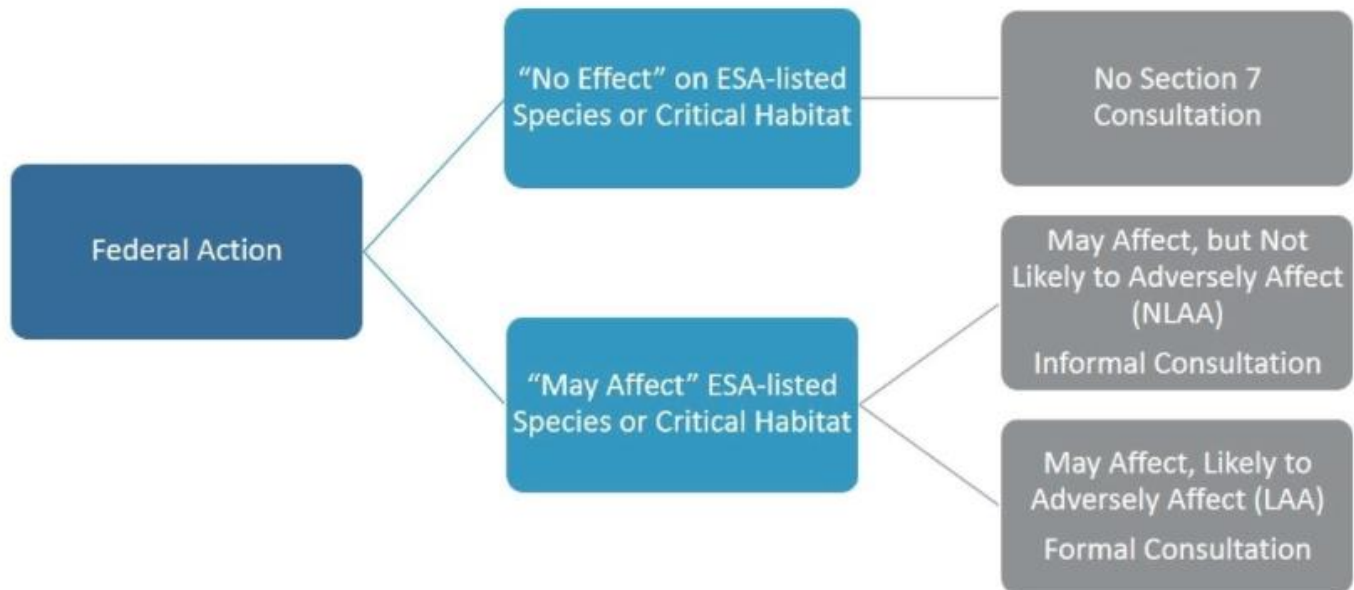 Federal Action
“No Effect” on ESA-listed
Species or Critical Habitat
No Section 7
Consultation
“May Affect” ESA-listed
Species or Critical Habitat
May Affect, but Not
Likely to Adversely Affect
(NLAA)
Informal Consultation
May Affect, Likely to
Adversely Affect (LAA)
Formal Consultation